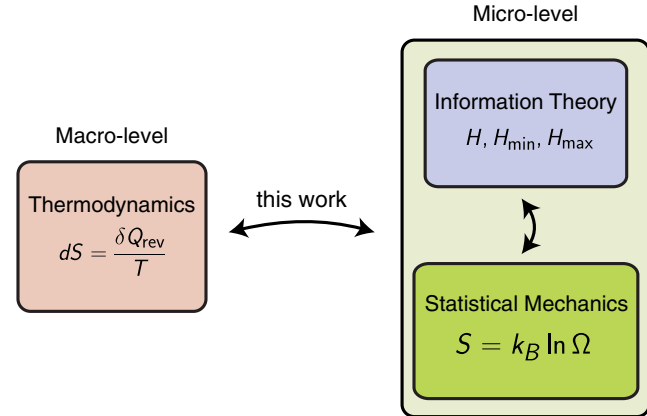 Micro-level
Information Theory
H, H_min, H_max
Macro-level
Thermodynamics
dS = δQ_rev / T
this work
Statistical Mechanics
S = k_B ln Ω